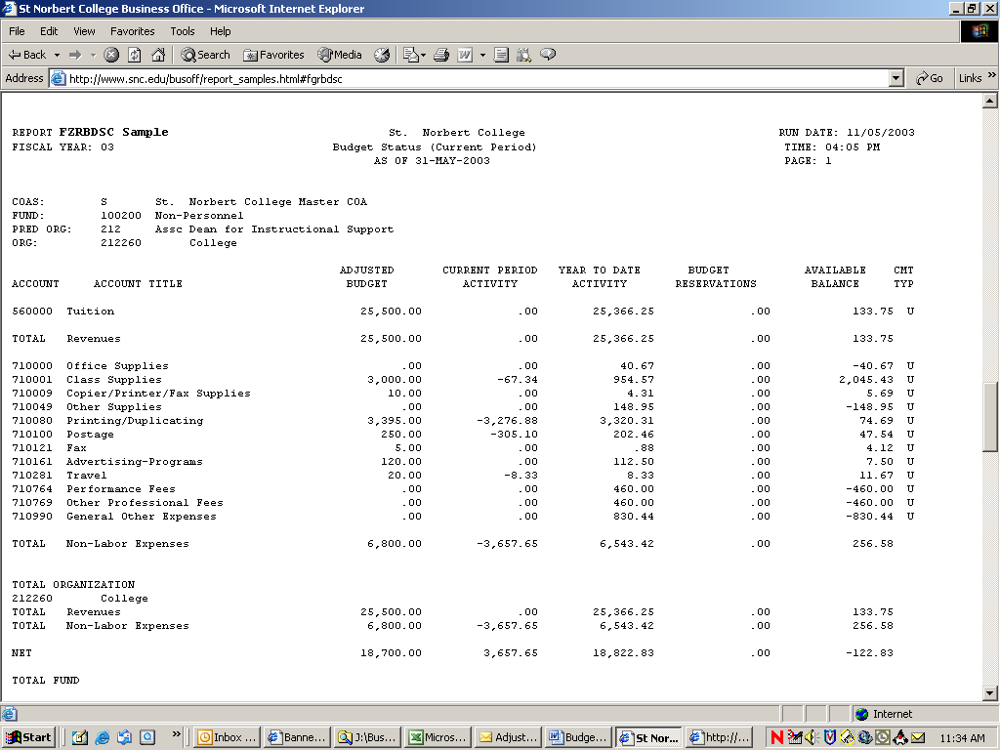 St Norbert College Business Office - Microsoft Internet Explorer
File Edit View Favorites Tools Help
Back Search Favorites Media
Address http://www.snc.edu/busoff/report_samples.html#fgrbdsc Go Links »
REPORT FZRBDSC Sample St. Norbert College RUN DATE: 11/05/2003
FISCAL YEAR: 03 Budget Status (Current Period) TIME: 04:05 PM
AS OF 31-MAY-2003 PAGE: 1
COAS: S St. Norbert College Master COA
FUND: 100200 Non-Personnel
PRED ORG: 212 Assc Dean for Instructional Support
ORG: 212260 College
ADJUSTED CURRENT PERIOD YEAR TO DATE BUDGET AVAILABLE CMT
ACCOUNT ACCOUNT TITLE BUDGET ACTIVITY ACTIVITY RESERVATIONS BALANCE TYP
560000 Tuition 25,500.00 .00 25,366.25 .00 133.75 U
TOTAL Revenues 25,500.00 .00 25,366.25 .00 133.75
710000 Office Supplies .00 .00 40.67 .00 -40.67 U
710001 Class Supplies 3,000.00 -67.34 954.57 .00 2,045.43 U
710009 Copier/Printer/Fax Supplies 10.00 .00 4.31 .00 5.69 U
710049 Other Supplies .00 .00 148.95 .00 -148.95 U
710080 Printing/Duplicating 3,395.00 -3,276.88 3,320.31 .00 74.69 U
710100 Postage 250.00 -305.10 202.46 .00 47.54 U
710121 Fax 5.00 .00 .88 .00 4.12 U
710161 Advertising-Programs 120.00 .00 112.50 .00 7.50 U
710281 Travel 20.00 -8.33 8.33 .00 11.67 U
710764 Performance Fees .00 .00 460.00 .00 -460.00 U
710769 Other Professional Fees .00 .00 460.00 .00 -460.00 U
710990 General Other Expenses .00 .00 830.44 .00 -830.44 U
TOTAL Non-Labor Expenses 6,800.00 -3,657.65 6,543.42 .00 256.58
TOTAL ORGANIZATION
212260 College
TOTAL Revenues 25,500.00 .00 25,366.25 .00 133.75
TOTAL Non-Labor Expenses 6,800.00 -3,657.65 6,543.42 .00 256.58
NET 18,700.00 3,657.65 18,822.83 .00 -122.83
TOTAL FUND
Internet
Start » Inbox ... Banne... J:\Bus... Micros... Adjust... Budge... St Nor... http://... 11:34 AM